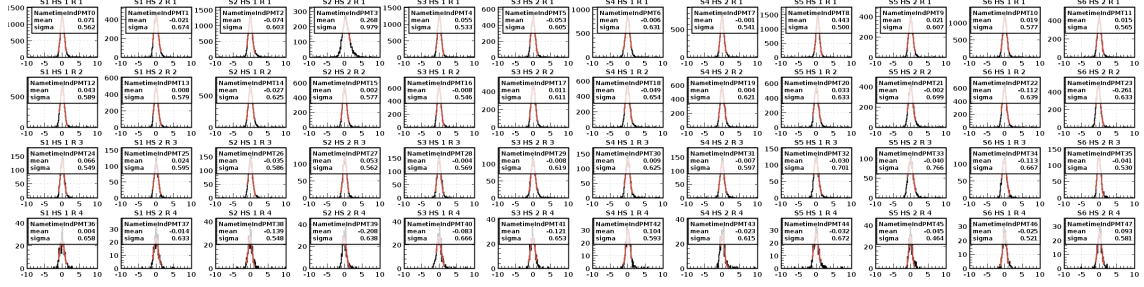 S1 HS 1 R 1
NametimeIndPMT0
mean 0.071
sigma 0.562
S1 HS 2 R 1
NametimeIndPMT1
mean -0.021
sigma 0.674
S2 HS 1 R 1
NametimeIndPMT2
mean -0.074
sigma 0.603
S2 HS 2 R 1
NametimeIndPMT3
mean 0.268
sigma 0.979
S3 HS 1 R 1
NametimeIndPMT4
mean 0.055
sigma 0.533
S3 HS 2 R 1
NametimeIndPMT5
mean -0.053
sigma 0.605
S4 HS 1 R 1
NametimeIndPMT6
mean -0.006
sigma 0.631
S4 HS 2 R 1
NametimeIndPMT7
mean -0.001
sigma 0.541
S5 HS 1 R 1
NametimeIndPMT8
mean 0.443
sigma 0.500
S5 HS 2 R 1
NametimeIndPMT9
mean 0.021
sigma 0.607
S6 HS 1 R 1
NametimeIndPMT10
mean 0.019
sigma 0.577
S6 HS 2 R 1
NametimeIndPMT11
mean 0.015
sigma 0.565
S1 HS 1 R 2
NametimeIndPMT12
mean 0.043
sigma 0.589
S1 HS 2 R 2
NametimeIndPMT13
mean 0.008
sigma 0.579
S2 HS 1 R 2
NametimeIndPMT14
mean -0.027
sigma 0.625
S2 HS 2 R 2
NametimeIndPMT15
mean 0.002
sigma 0.577
S3 HS 1 R 2
NametimeIndPMT16
mean -0.008
sigma 0.546
S3 HS 2 R 2
NametimeIndPMT17
mean 0.011
sigma 0.611
S4 HS 1 R 2
NametimeIndPMT18
mean -0.049
sigma 0.654
S4 HS 2 R 2
NametimeIndPMT19
mean 0.004
sigma 0.621
S5 HS 1 R 2
NametimeIndPMT20
mean 0.033
sigma 0.633
S5 HS 2 R 2
NametimeIndPMT21
mean -0.002
sigma 0.699
S6 HS 1 R 2
NametimeIndPMT22
mean -0.112
sigma 0.639
S6 HS 2 R 2
NametimeIndPMT23
mean -0.261
sigma 0.633
S1 HS 1 R 3
NametimeIndPMT24
mean 0.066
sigma 0.549
S1 HS 2 R 3
NametimeIndPMT25
mean 0.024
sigma 0.595
S2 HS 1 R 3
NametimeIndPMT26
mean -0.035
sigma 0.586
S2 HS 2 R 3
NametimeIndPMT27
mean 0.053
sigma 0.562
S3 HS 1 R 3
NametimeIndPMT28
mean -0.004
sigma 0.569
S3 HS 2 R 3
NametimeIndPMT29
mean -0.008
sigma 0.619
S4 HS 1 R 3
NametimeIndPMT30
mean 0.009
sigma 0.625
S4 HS 2 R 3
NametimeIndPMT31
mean -0.007
sigma 0.597
S5 HS 1 R 3
NametimeIndPMT32
mean -0.030
sigma 0.701
S5 HS 2 R 3
NametimeIndPMT33
mean -0.040
sigma 0.766
S6 HS 1 R 3
NametimeIndPMT34
mean -0.113
sigma 0.667
S6 HS 2 R 3
NametimeIndPMT35
mean -0.041
sigma 0.530
S1 HS 1 R 4
NametimeIndPMT36
mean 0.004
sigma 0.658
S1 HS 2 R 4
NametimeIndPMT37
mean -0.014
sigma 0.633
S2 HS 1 R 4
NametimeIndPMT38
mean -0.139
sigma 0.548
S2 HS 2 R 4
NametimeIndPMT39
mean -0.208
sigma 0.638
S3 HS 1 R 4
NametimeIndPMT40
mean -0.083
sigma 0.666
S3 HS 2 R 4
NametimeIndPMT41
mean -0.121
sigma 0.653
S4 HS 1 R 4
NametimeIndPMT42
mean 0.104
sigma 0.593
S4 HS 2 R 4
NametimeIndPMT43
mean -0.023
sigma 0.615
S5 HS 1 R 4
NametimeIndPMT44
mean -0.032
sigma 0.672
S5 HS 2 R 4
NametimeIndPMT45
mean -0.045
sigma 0.464
S6 HS 1 R 4
NametimeIndPMT46
mean -0.025
sigma 0.521
S6 HS 2 R 4
NametimeIndPMT47
mean 0.093
sigma 0.581
-10 -5 0 5 10